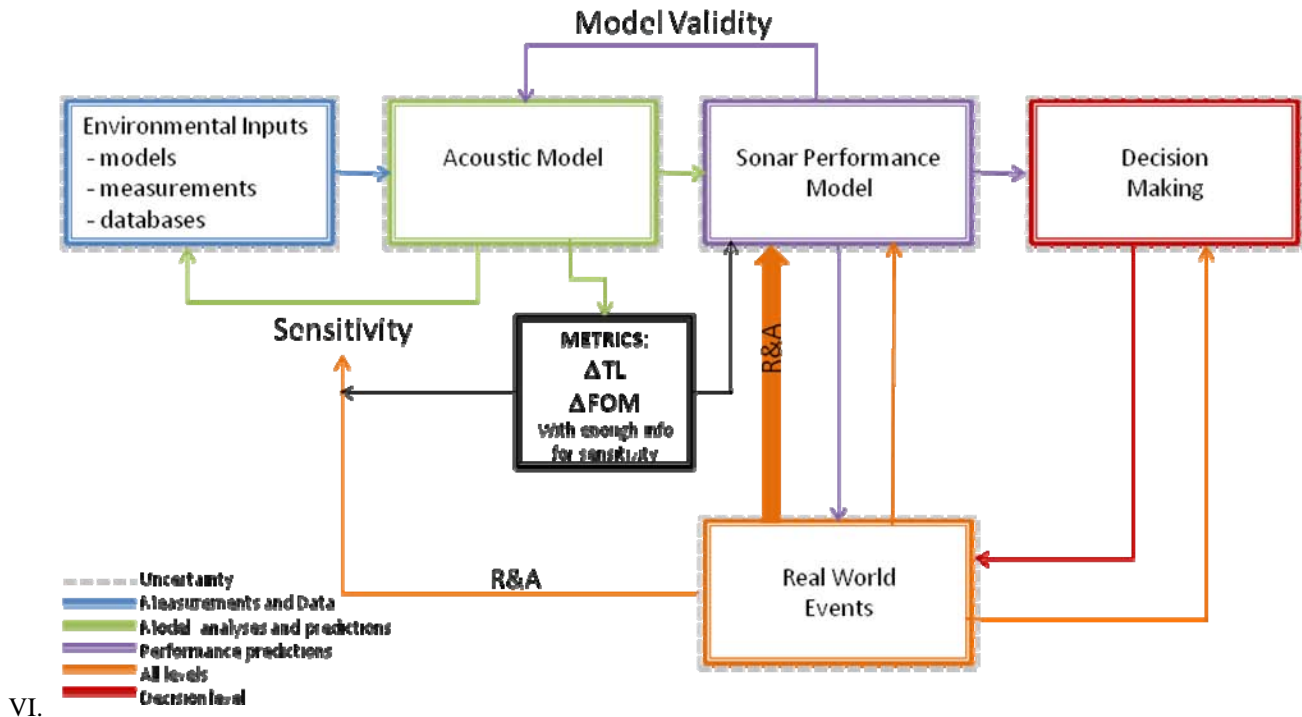 Model Validity
Environmental Inputs
- models
- measurements
- databases
Acoustic Model
Sonar Performance
Model
Decision
Making
Sensitivity
METRICS:
ΔTL
ΔFOM
With enough info
for sensitivity
R&A
R&A
Real World
Events
Uncertainty
Measurements and Data
Model analyses and predictions
Performance predictions
All levels
Decision level
VI.